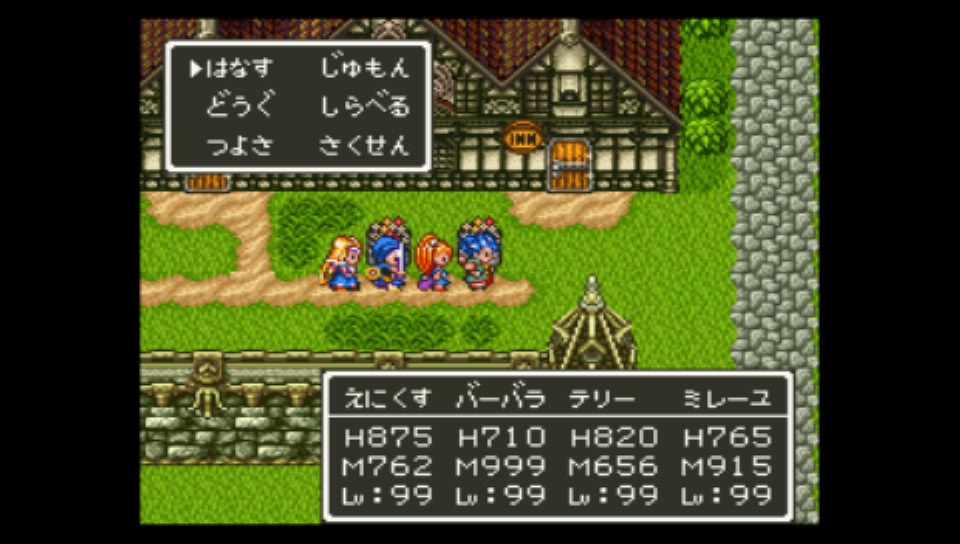 ▶はなす じゅもん
どうぐ しらべる
つよさ さくせん
INN
えにくす バーバラ テリー ミレーユ
H875 H710 H820 H765
M762 M999 M656 M915
Lv:99 Lv:99 Lv:99 Lv:99